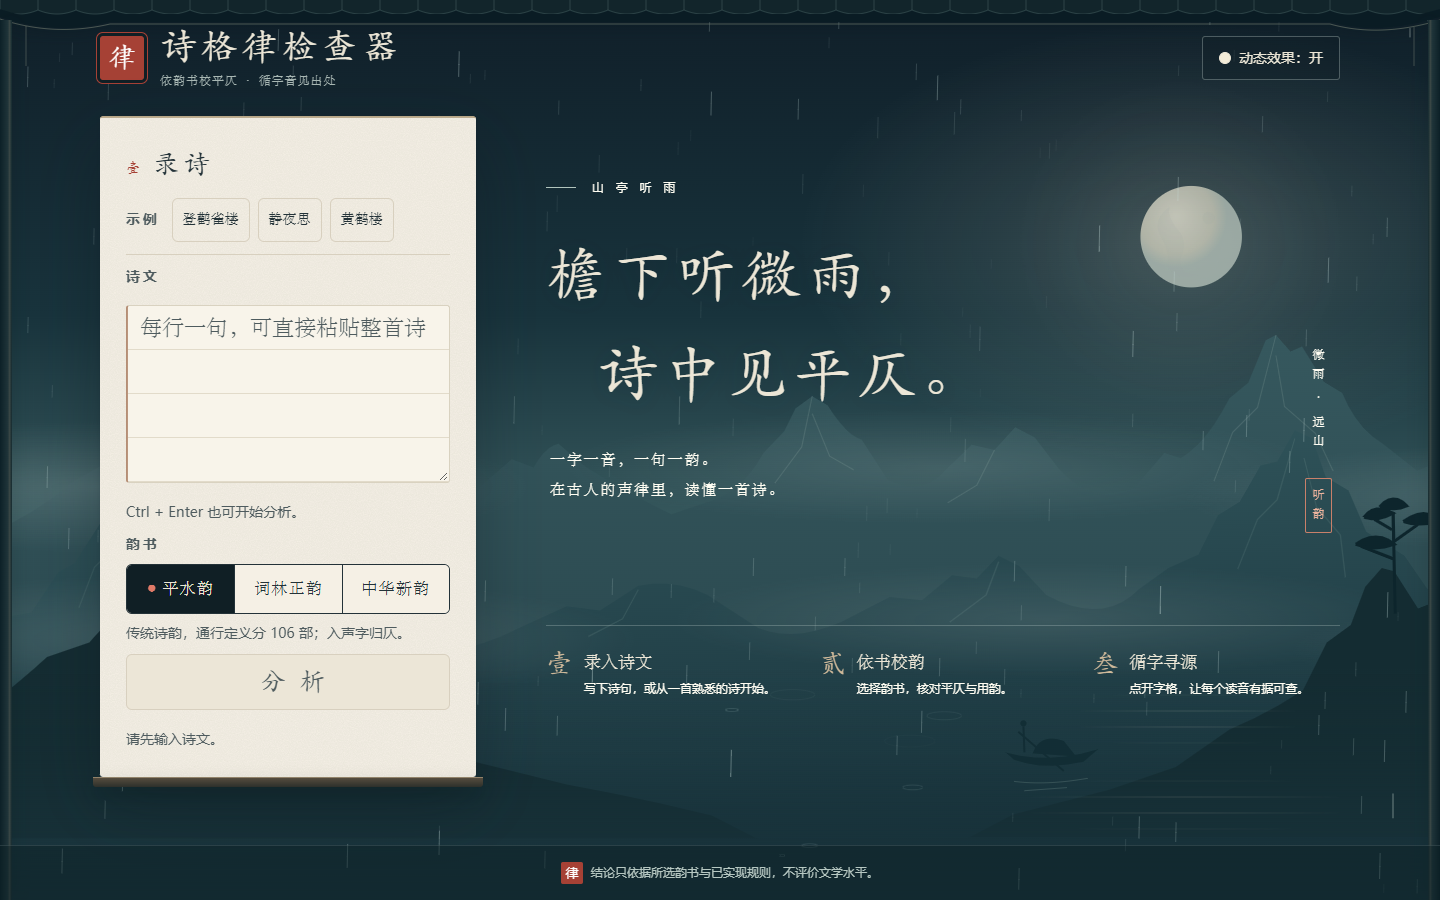 律
诗格律检查器
依韵书校平仄 · 循字音见出处
动态效果：开
壹 录诗
示例 登鹳雀楼 静夜思 黄鹤楼
诗文
每行一句，可直接粘贴整首诗
Ctrl + Enter 也可开始分析。
韵书
平水韵 词林正韵 中华新韵
传统诗韵，通行定义分 106 部；入声字归仄。
分析
请先输入诗文。
山亭听雨
檐下听微雨，
诗中见平仄。
一字一音，一句一韵。
在古人的声律里，读懂一首诗。
微雨·远山
听韵
壹 录入诗文
写下诗句，或从一首熟悉的诗开始。
贰 依书校韵
选择韵书，核对平仄与用韵。
叁 循字寻源
点开字格，让每个读音有据可查。
律 结论只依据所选韵书与已实现规则，不评价文学水平。